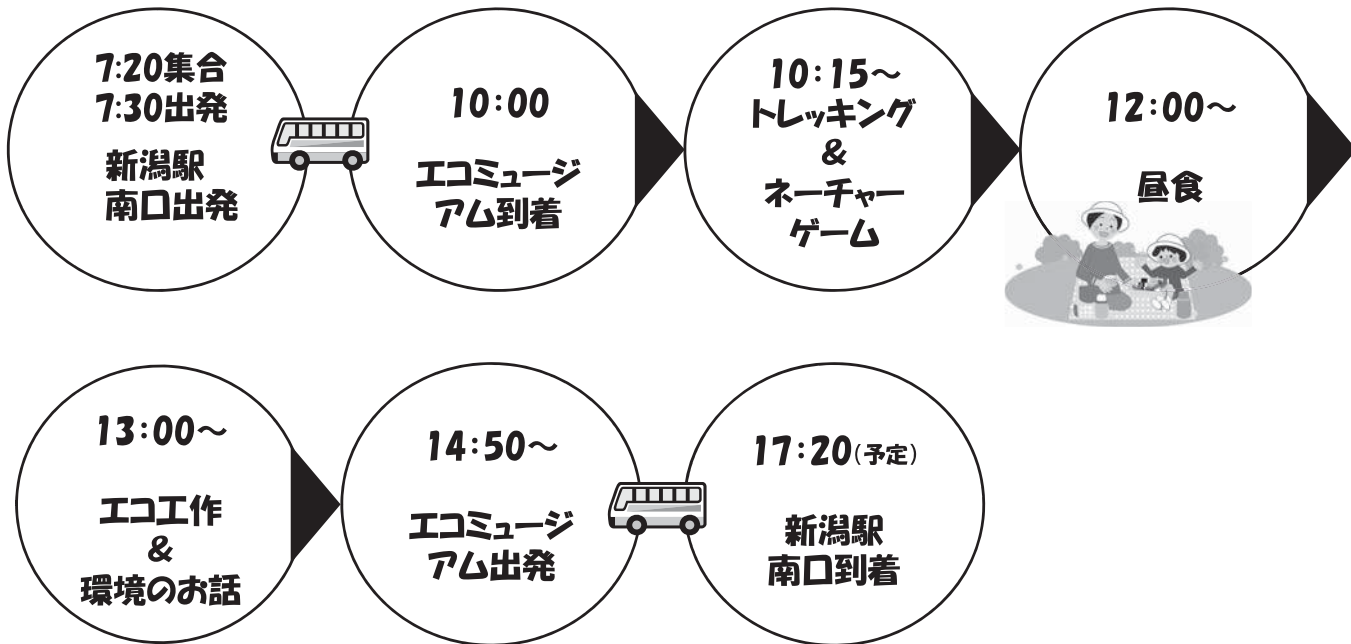 7:20集合
7:30出発
新潟駅
南口出発
10:00
エコミュージ
アム到着
10:15～
トレッキング
&
ネーチャー
ゲーム
12:00～
昼食
13:00～
エコ工作
&
環境のお話
14:50～
エコミュージ
アム出発
17:20(予定)
新潟駅
南口到着